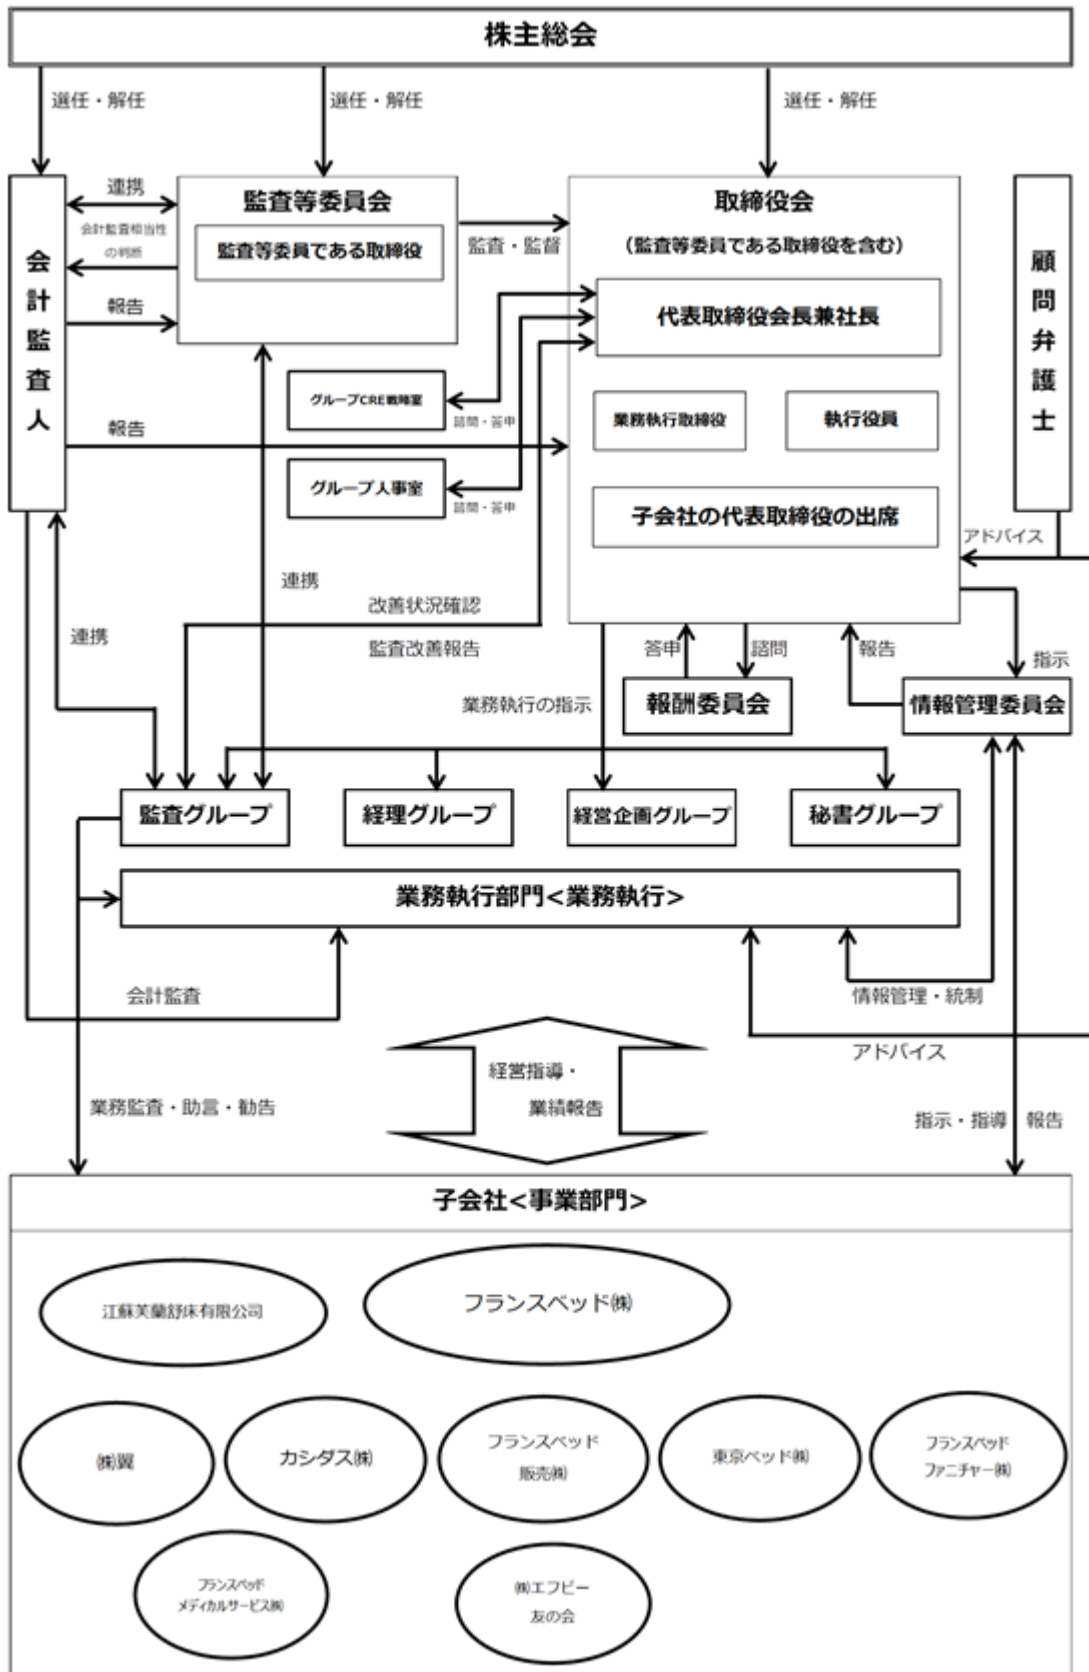 株主総会
選任・解任
選任・解任
選任・解任
連携
会計監査相当性
の判断
報告
会計監査人
監査等委員会
監査等委員である取締役
監査・監督
取締役会
（監査等委員である取締役を含む）
代表取締役会長兼社長
業務執行取締役
執行役員
子会社の代表取締役の出席
顧問弁護士
グループCRE戦略室
諮問・答申
報告
グループ人事室
諮問・答申
アドバイス
連携
連携
改善状況確認
監査改善報告
業務執行の指示
答申
諮問
報告
指示
報酬委員会
情報管理委員会
監査グループ
経理グループ
経営企画グループ
秘書グループ
業務執行部門<業務執行>
会計監査
情報管理・統制
アドバイス
経営指導・
業績報告
業務監査・助言・勧告
指示・指導
報告
子会社<事業部門>
江蘇芙蘭舒床有限公司
フランスベッド㈱
㈱翼
カシダス㈱
フランスベッド
販売㈱
東京ベッド㈱
フランスベッド
ファニチャー㈱
フランスベッド
メディカルサービス㈱
㈱エフビー
友の会